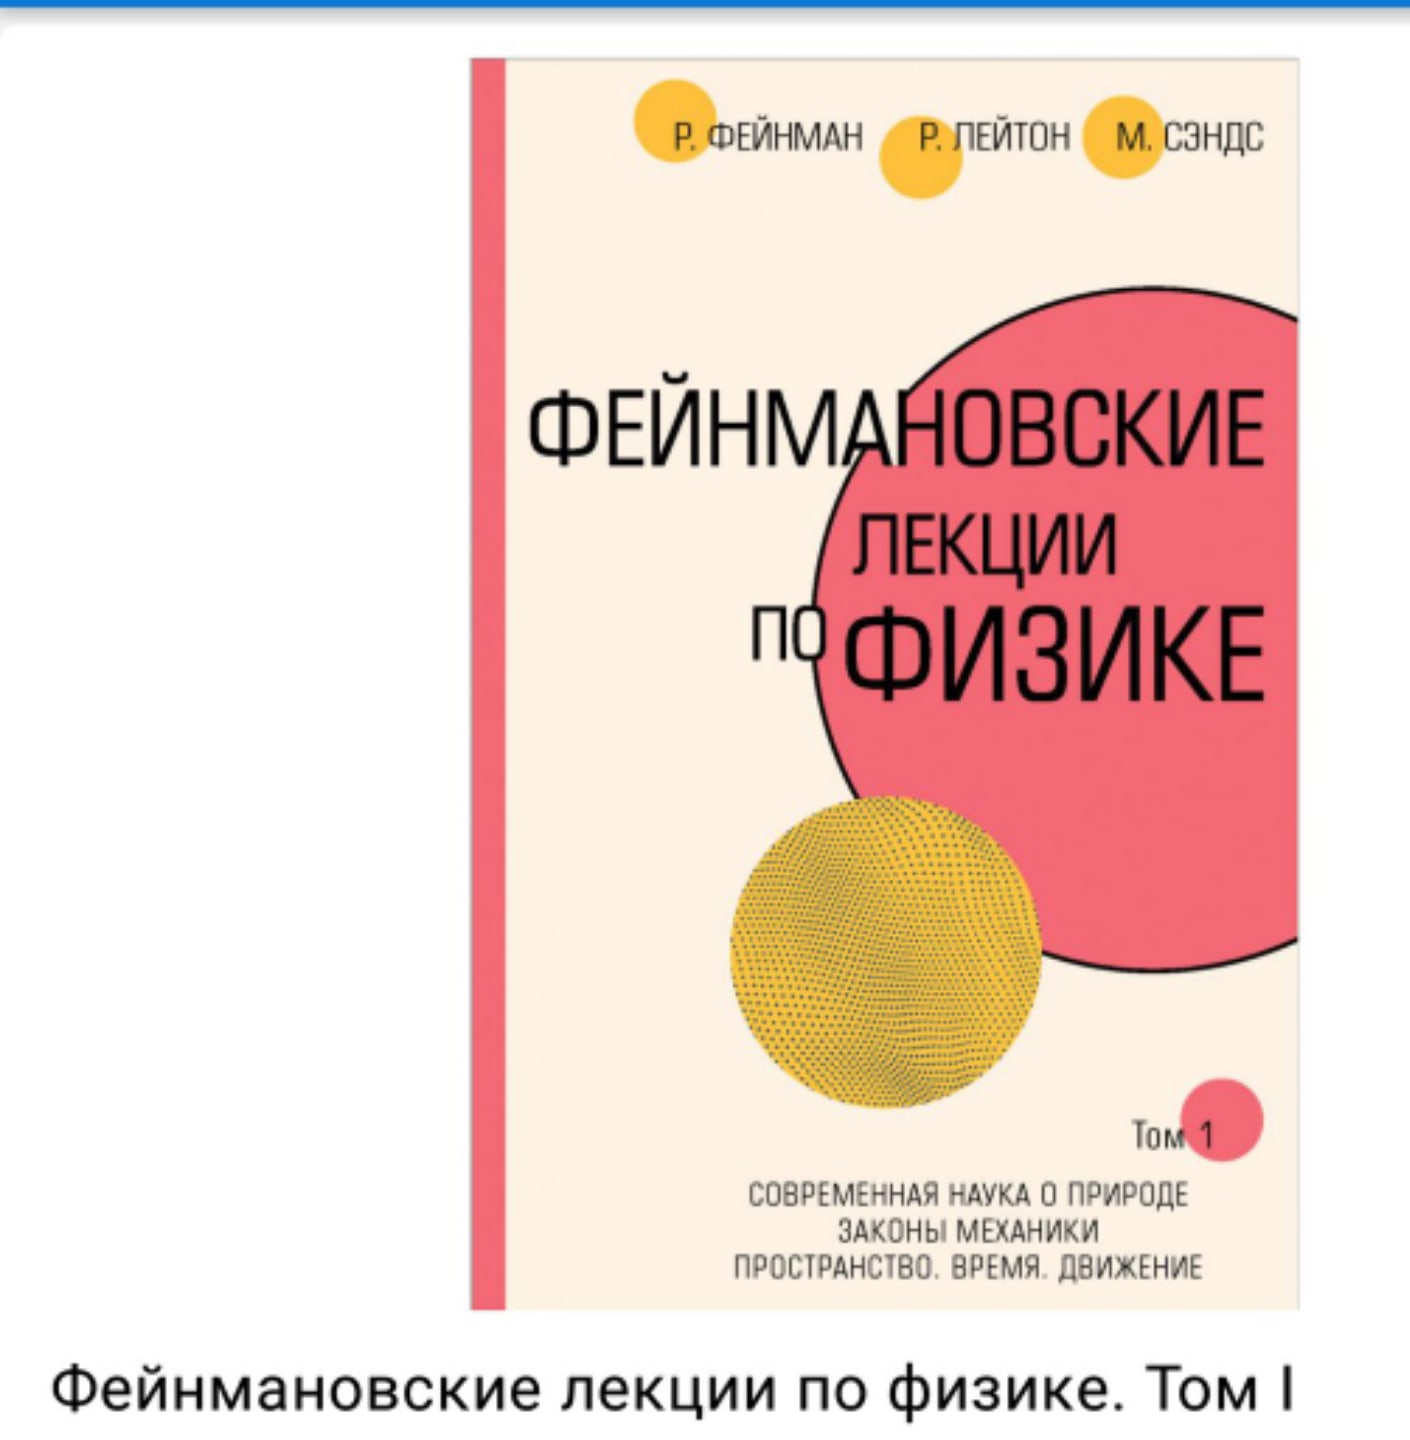 Р. ФЕЙНМАН Р. ЛЕЙТОН М. СЭНДС
ФЕЙНМАНОВСКИЕ
ЛЕКЦИИ
ПО ФИЗИКЕ
Том 1
СОВРЕМЕННАЯ НАУКА О ПРИРОДЕ
ЗАКОНЫ МЕХАНИКИ
ПРОСТРАНСТВО. ВРЕМЯ. ДВИЖЕНИЕ
Фейнмановские лекции по физике. Том I